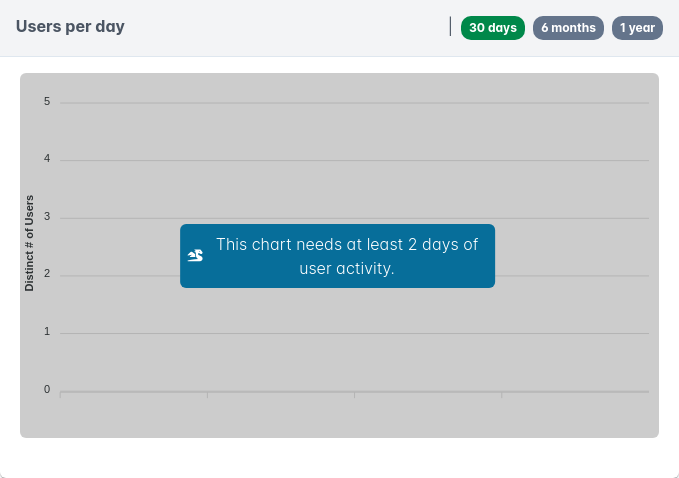 Users per day
30 days
6 months
1 year
Distinct # of Users
5
4
3
2
1
0
This chart needs at least 2 days of
user activity.